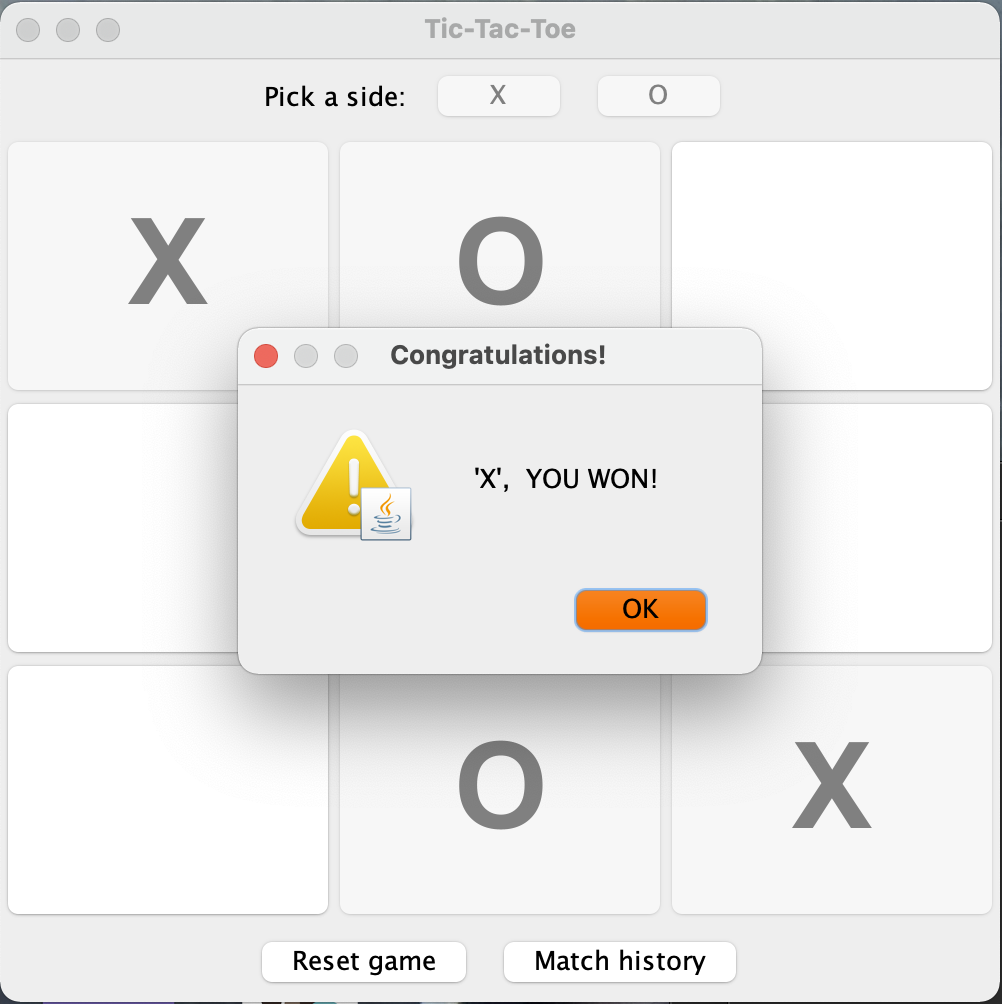 Tic-Tac-Toe
Pick a side: X O
X O
Congratulations!
'X',  YOU WON!
OK
O X
Reset game Match history